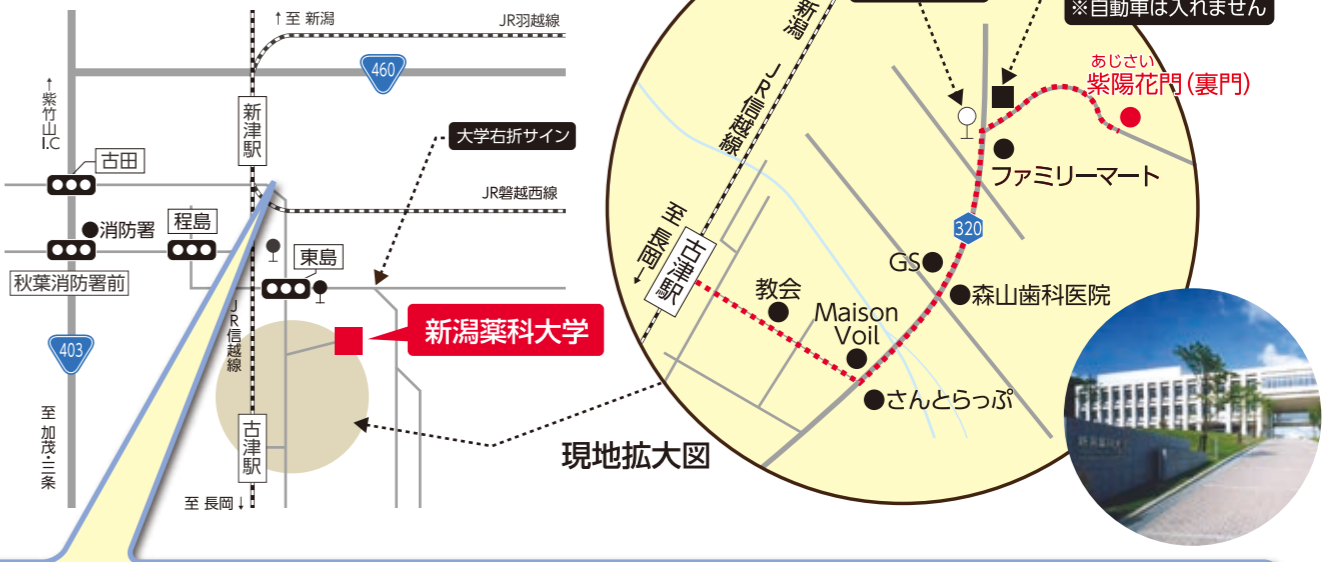 ↑至 新潟
JR羽越線
460
↑紫竹山I.C
新津駅
大学右折サイン
古田
JR磐越西線
消防署
程島
東島
秋葉消防署前
JR信越線
新潟薬科大学
403
至 加茂・三条
古津駅
至 長岡↓
現地拡大図
※自動車は入れません
新潟
JR信越線
あじさい
紫陽花門(裏門)
ファミリーマート
320
至 長岡←
古津駅
GS
教会
森山歯科医院
Maison
Voil
さんとらっぷ